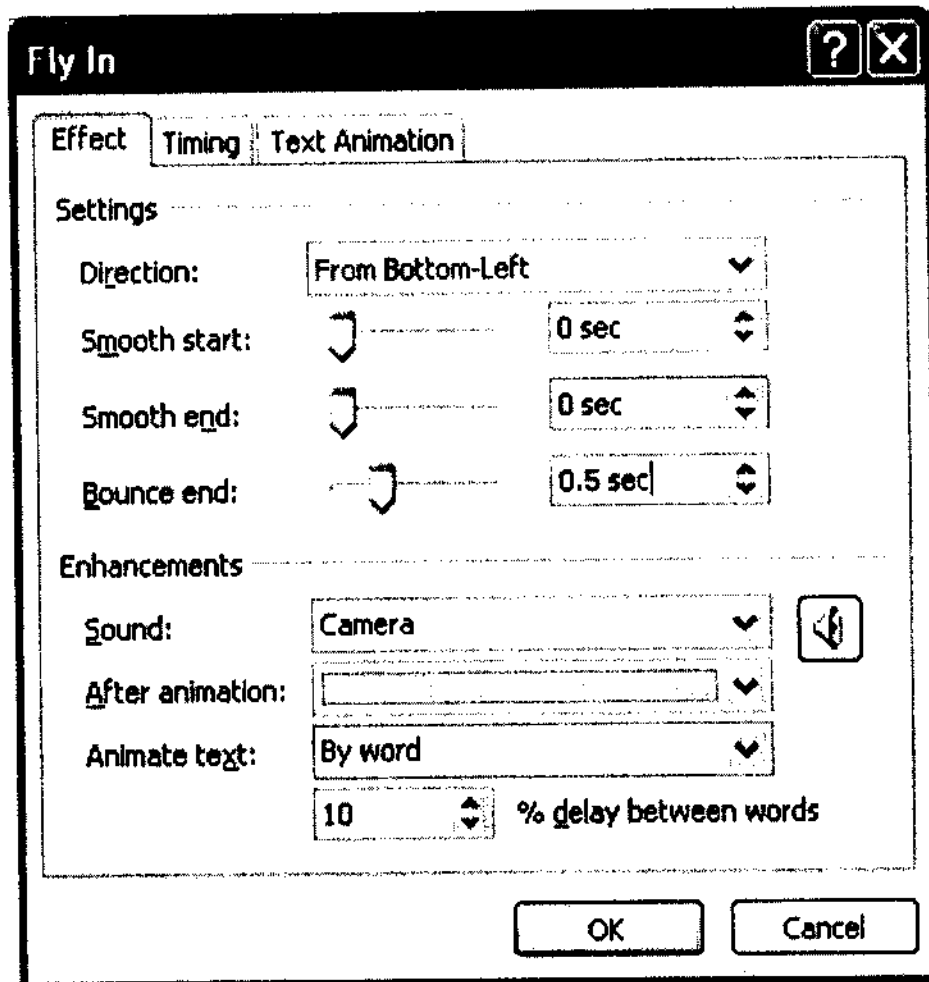 Fly In
Effect Timing Text Animation
Settings
Direction: From Bottom-Left
Smooth start: 0 sec
Smooth end: 0 sec
Bounce end: 0.5 sec
Enhancements
Sound: Camera
After animation:
Animate text: By word
10 % delay between words
OK Cancel